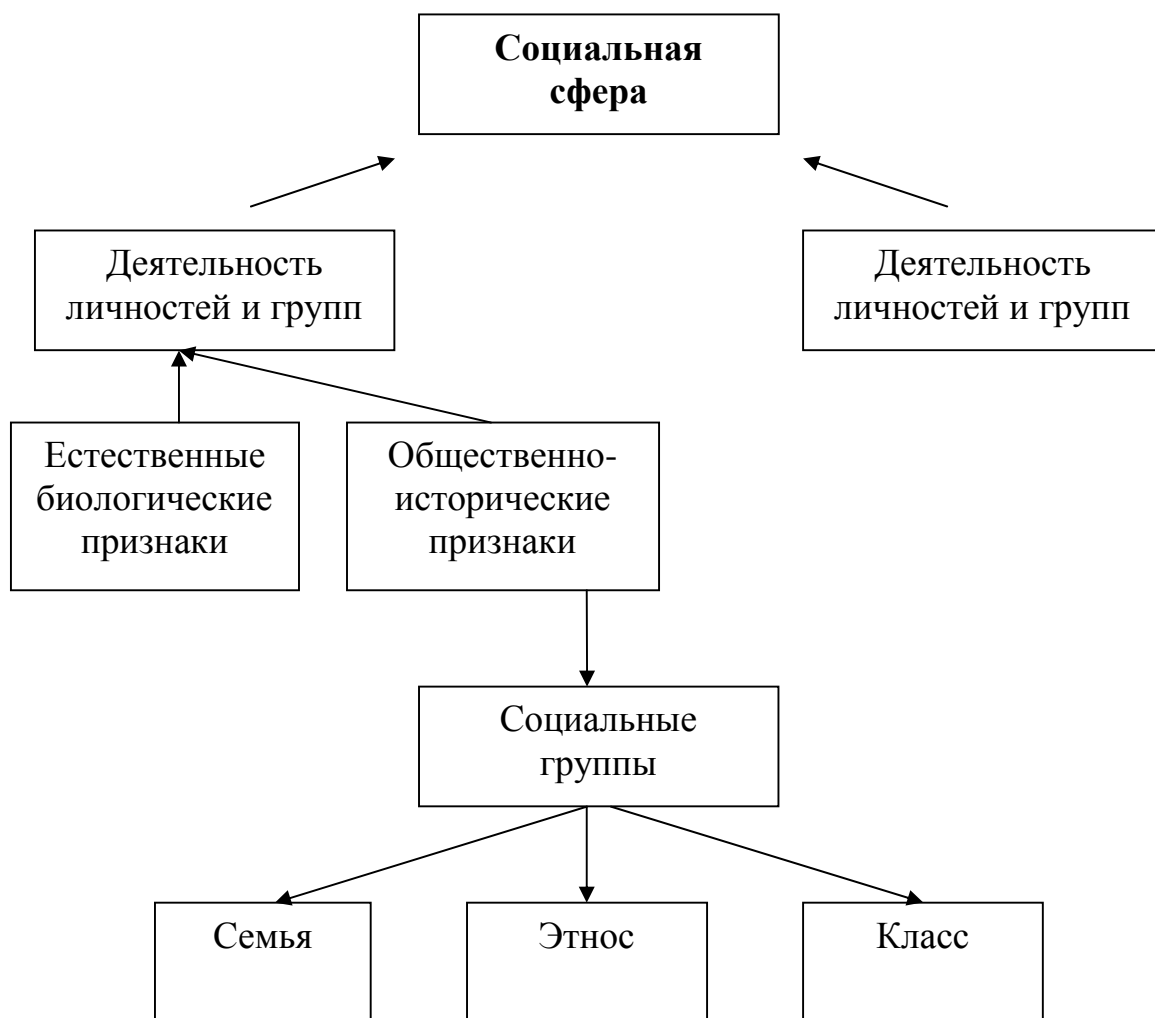 Социальная
сфера
Деятельность
личностей и групп
Деятельность
личностей и групп
Естественные
биологические
признаки
Общественно-
исторические
признаки
Социальные
группы
Семья
Этнос
Класс